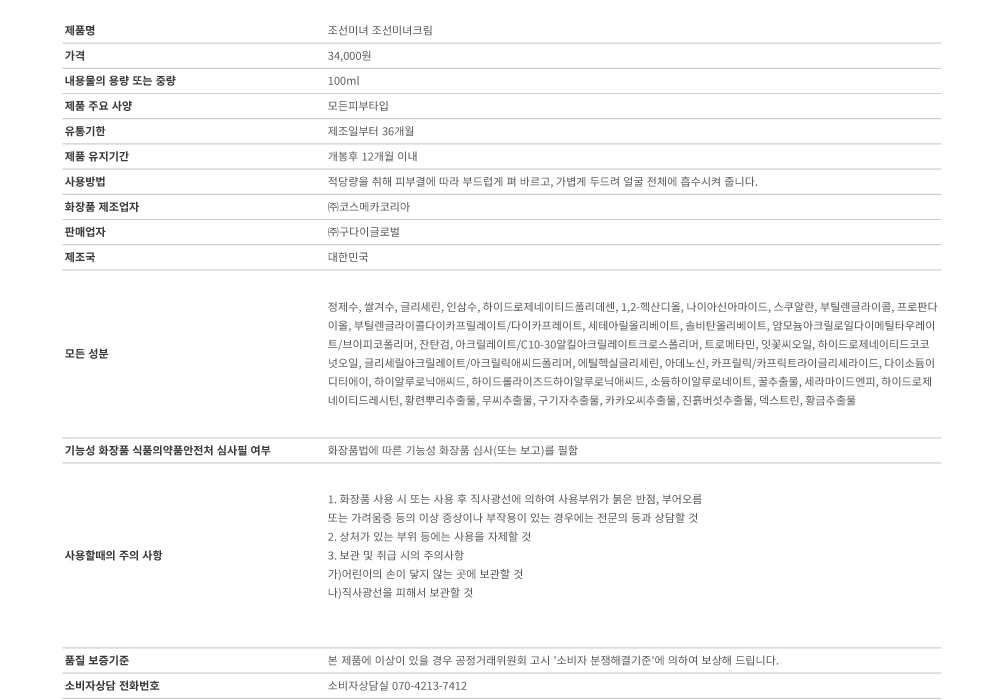 제품명 조선미녀 조선미녀크림
가격 34,000원
내용물의 용량 또는 중량 100ml
제품 주요 사양 모든피부타입
유통기한 제조일부터 36개월
제품 유지기간 개봉후 12개월 이내
사용방법 적당량을 취해 피부결에 따라 부드럽게 펴 바르고, 가볍게 두드려 얼굴 전체에 흡수시켜 줍니다.
화장품 제조업자 ㈜코스메카코리아
판매업자 ㈜구다이글로벌
제조국 대한민국
모든 성분
정제수, 쌀겨수, 글리세린, 인삼수, 하이드로제네이티드폴리데센, 1,2-헥산디올, 나이아신아마이드, 스쿠알란, 부틸렌글라이콜, 프로판다
이올, 부틸렌글라이콜다이카프릴레이트/다이카프레이트, 세테아릴올리베이트, 솔비탄올리베이트, 암모늄아크릴로일다이메틸타우레이
트/브이피코폴리머, 잔탄검, 아크릴레이트/C10-30알킬아크릴레이트크로스폴리머, 트로메타민, 잇꽃씨오일, 하이드로제네이티드코코
넛오일, 글리세릴아크릴레이트/아크릴릭애씨드폴리머, 에틸헥실글리세린, 아데노신, 카프릴릭/카프릭트라이글리세라이드, 다이소듐이
디티에이, 하이알루로닉애씨드, 하이드롤라이즈드하이알루로닉애씨드, 소듐하이알루로네이트, 꿀추출물, 세라마이드엔피, 하이드로제
네이티드레시틴, 황련뿌리추출물, 무씨추출물, 구기자추출물, 카카오씨추출물, 진흙버섯추출물, 덱스트린, 황금추출물
기능성 화장품 식품의약품안전처 심사필 여부 화장품법에 따른 기능성 화장품 심사(또는 보고)를 필함
사용할때의 주의 사항
1. 화장품 사용 시 또는 사용 후 직사광선에 의하여 사용부위가 붉은 반점, 부어오름
또는 가려움증 등의 이상 증상이나 부작용이 있는 경우에는 전문의 등과 상담할 것
2. 상처가 있는 부위 등에는 사용을 자제할 것
3. 보관 및 취급 시의 주의사항
가)어린이의 손이 닿지 않는 곳에 보관할 것
나)직사광선을 피해서 보관할 것
품질 보증기준 본 제품에 이상이 있을 경우 공정거래위원회 고시 '소비자 분쟁해결기준'에 의하여 보상해 드립니다.
소비자상담 전화번호 소비자상담실 070-4213-7412